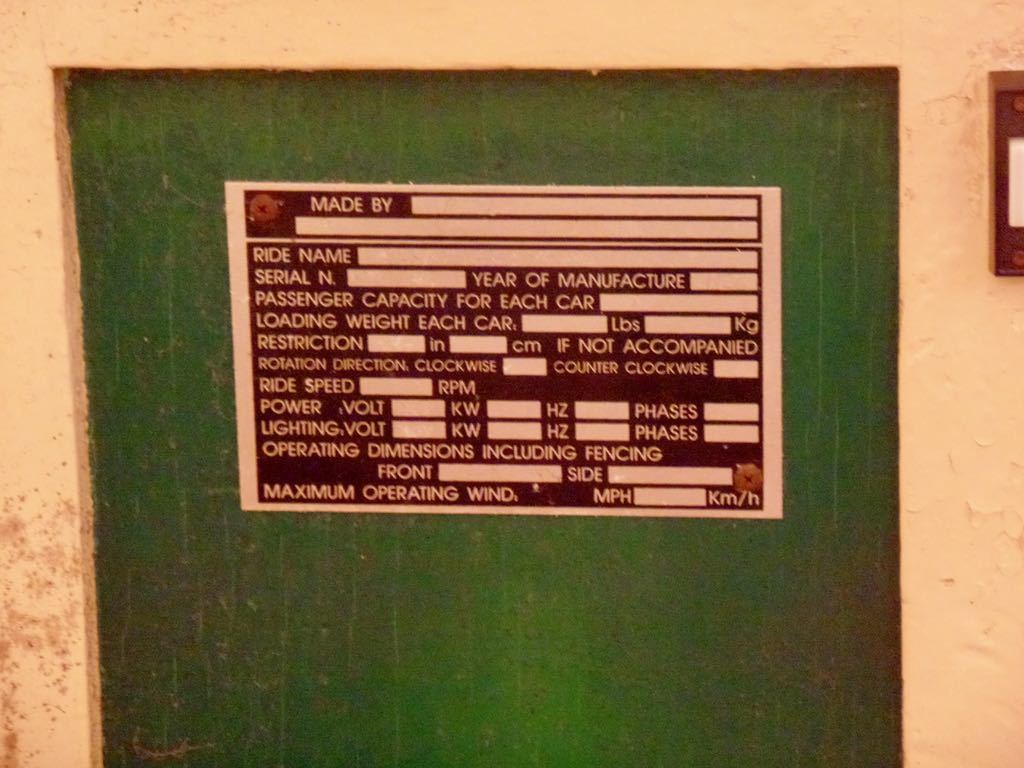 MADE BY
RIDE NAME
SERIAL N. YEAR OF MANUFACTURE
PASSENGER CAPACITY FOR EACH CAR
LOADING WEIGHT EACH CAR: Lbs Kg
RESTRICTION in cm IF NOT ACCOMPANIED
ROTATION DIRECTION: CLOCKWISE COUNTER CLOCKWISE
RIDE SPEED RPM
POWER :VOLT KW HZ PHASES
LIGHTING:VOLT KW HZ PHASES
OPERATING DIMENSIONS INCLUDING FENCING
FRONT SIDE
MAXIMUM OPERATING WIND: MPH Km/h